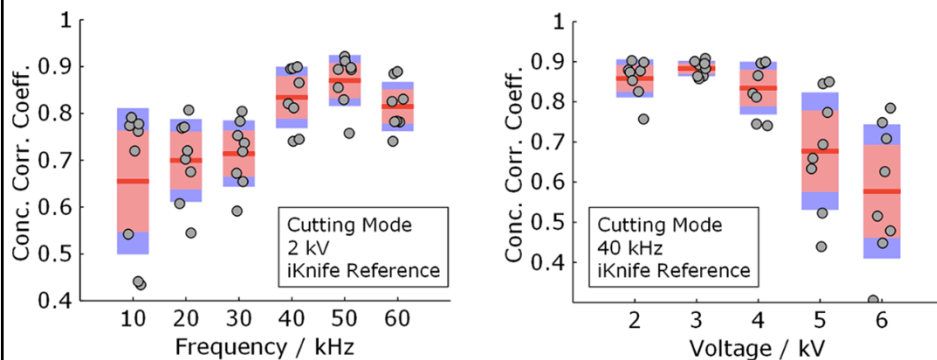 1
0.9
0.8
0.7
0.6
0.5
0.4
Conc. Corr. Coeff.
10 20 30 40 50 60
Frequency / kHz
Cutting Mode
2 kV
iKnife Reference
1
0.9
0.8
0.7
0.6
0.5
0.4
Conc. Corr. Coeff.
2 3 4 5 6
Voltage / kV
Cutting Mode
40 kHz
iKnife Reference